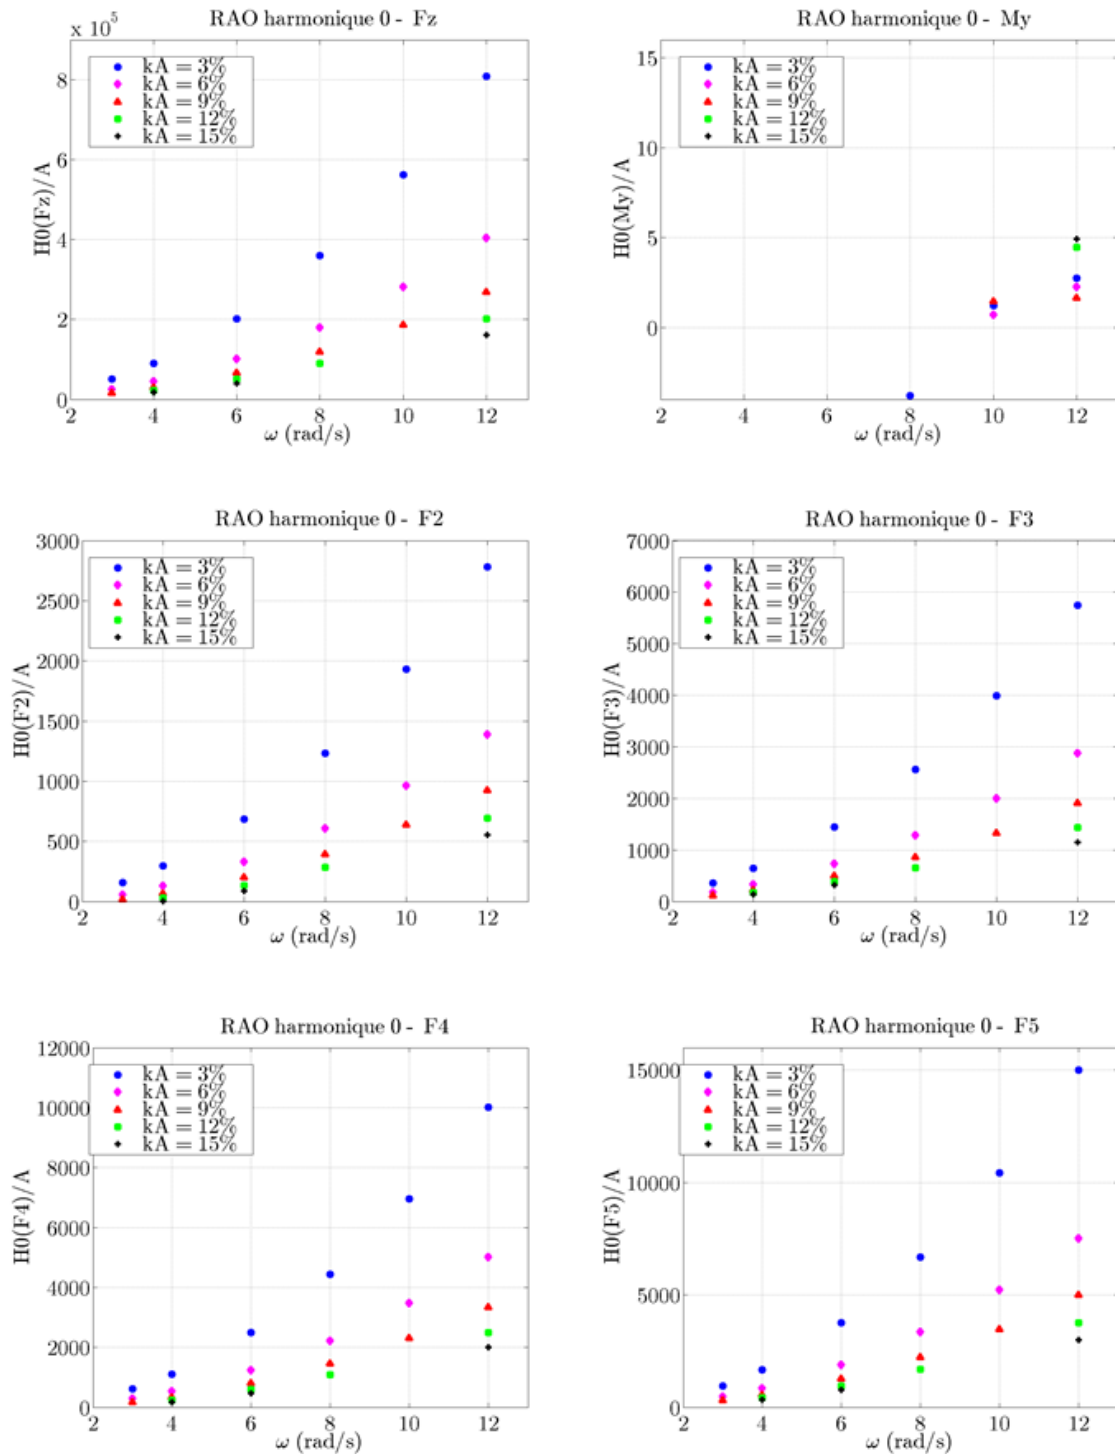 RAO harmonique 0 - Fz
x 10^5
kA = 3%
kA = 6%
kA = 9%
kA = 12%
kA = 15%
H0(Fz)/A
8
6
4
2
0
2 4 6 8 10 12
ω (rad/s)
RAO harmonique 0 - My
kA = 3%
kA = 6%
kA = 9%
kA = 12%
kA = 15%
H0(My)/A
15
10
5
0
2 4 6 8 10 12
ω (rad/s)
RAO harmonique 0 - F2
kA = 3%
kA = 6%
kA = 9%
kA = 12%
kA = 15%
H0(F2)/A
3000
2500
2000
1500
1000
500
0
2 4 6 8 10 12
ω (rad/s)
RAO harmonique 0 - F3
kA = 3%
kA = 6%
kA = 9%
kA = 12%
kA = 15%
H0(F3)/A
7000
6000
5000
4000
3000
2000
1000
0
2 4 6 8 10 12
ω (rad/s)
RAO harmonique 0 - F4
kA = 3%
kA = 6%
kA = 9%
kA = 12%
kA = 15%
H0(F4)/A
12000
10000
8000
6000
4000
2000
0
2 4 6 8 10 12
ω (rad/s)
RAO harmonique 0 - F5
kA = 3%
kA = 6%
kA = 9%
kA = 12%
kA = 15%
H0(F5)/A
15000
10000
5000
0
2 4 6 8 10 12
ω (rad/s)